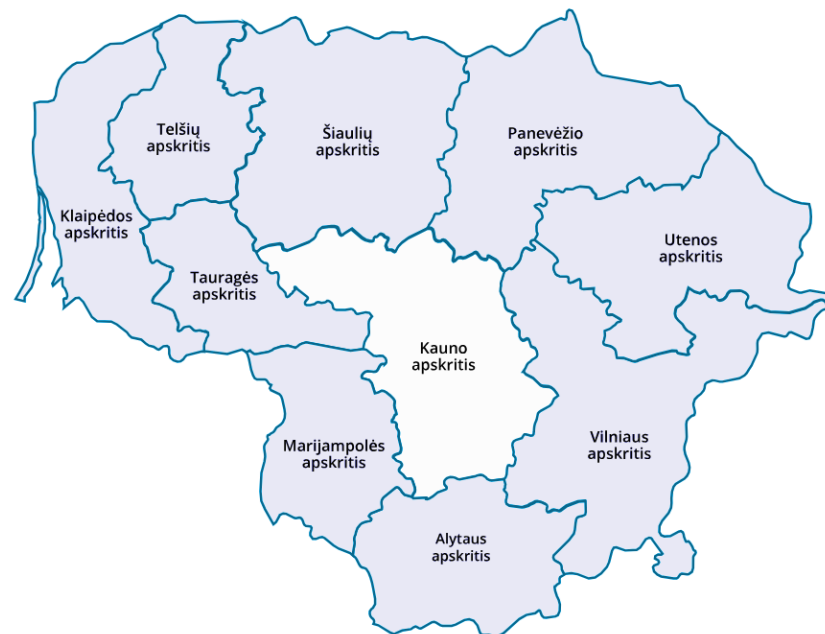 Telšių
apskritis
Šiaulių
apskritis
Panevėžio
apskritis
Klaipėdos
apskritis
Utenos
apskritis
Tauragės
apskritis
Kauno
apskritis
Marijampolės
apskritis
Vilniaus
apskritis
Alytaus
apskritis